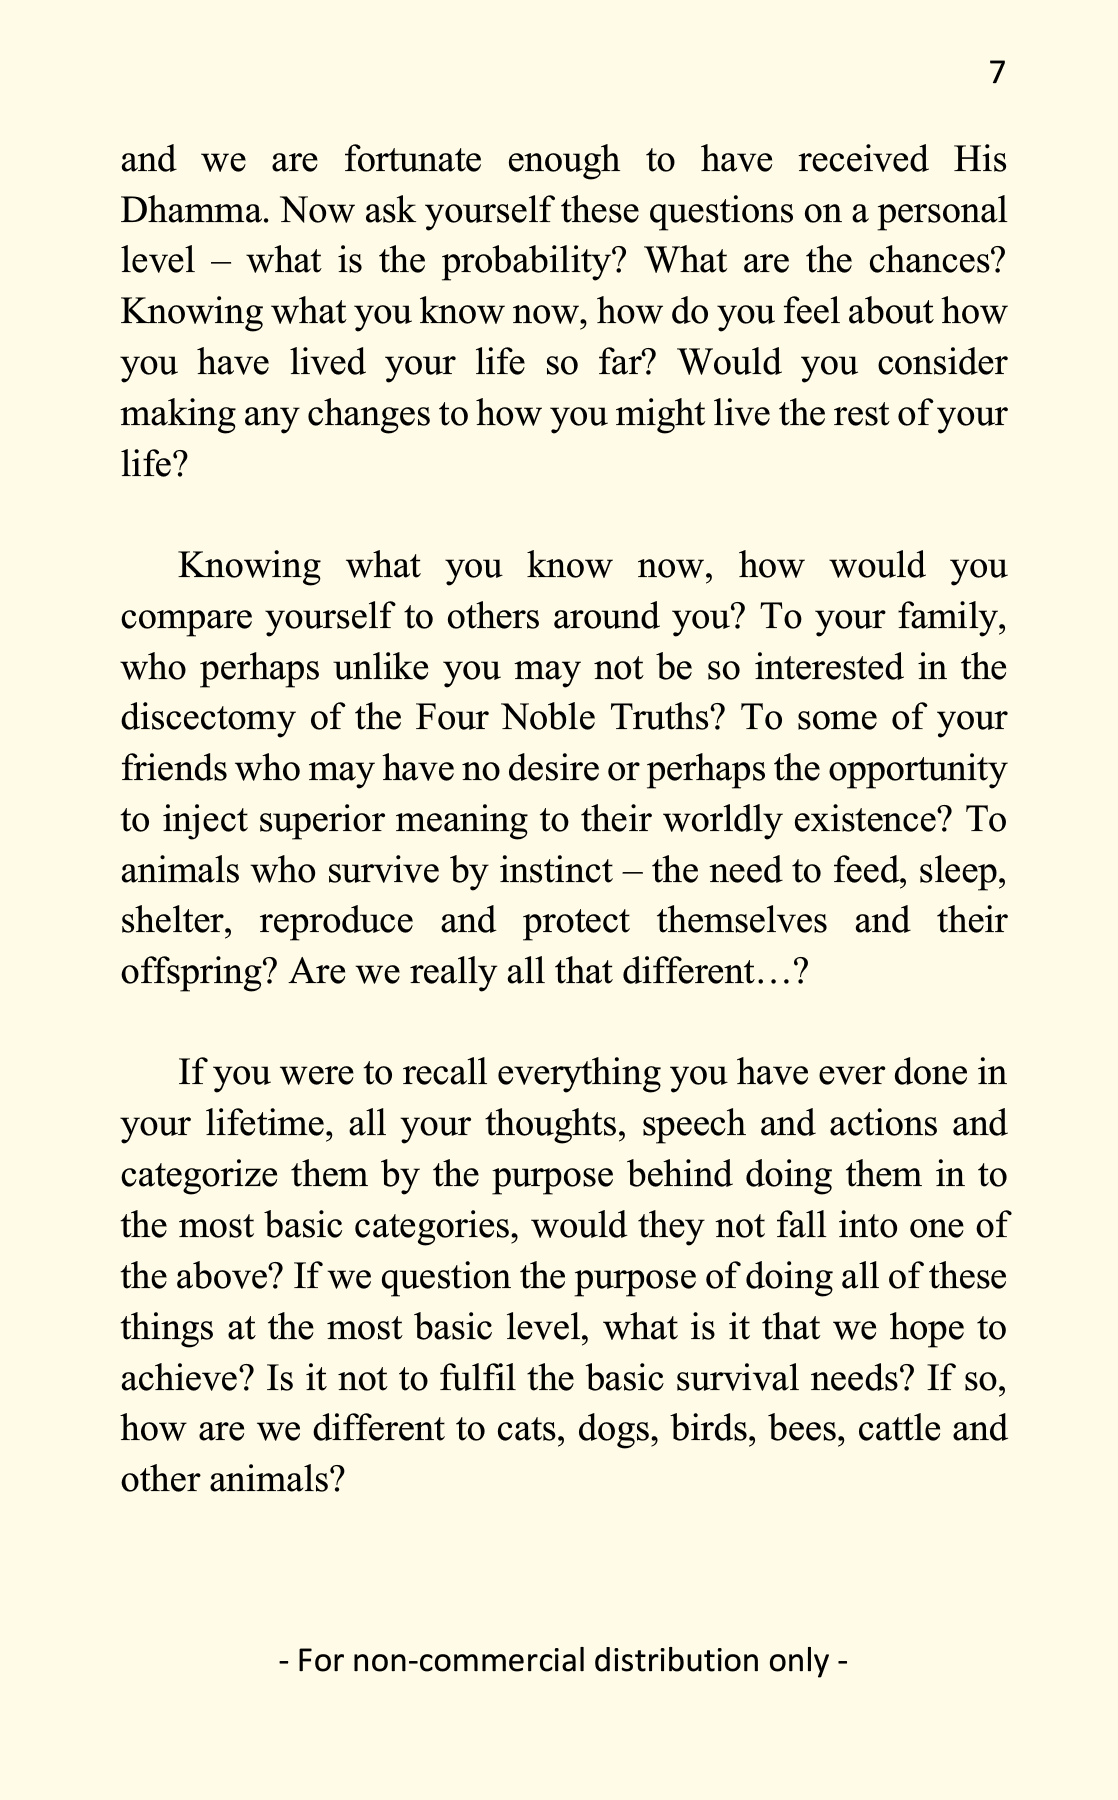 7
and we are fortunate enough to have received His
Dhamma. Now ask yourself these questions on a personal
level – what is the probability? What are the chances?
Knowing what you know now, how do you feel about how
you have lived your life so far? Would you consider
making any changes to how you might live the rest of your
life?
Knowing what you know now, how would you
compare yourself to others around you? To your family,
who perhaps unlike you may not be so interested in the
discectomy of the Four Noble Truths? To some of your
friends who may have no desire or perhaps the opportunity
to inject superior meaning to their worldly existence? To
animals who survive by instinct – the need to feed, sleep,
shelter, reproduce and protect themselves and their
offspring? Are we really all that different…?
If you were to recall everything you have ever done in
your lifetime, all your thoughts, speech and actions and
categorize them by the purpose behind doing them in to
the most basic categories, would they not fall into one of
the above? If we question the purpose of doing all of these
things at the most basic level, what is it that we hope to
achieve? Is it not to fulfil the basic survival needs? If so,
how are we different to cats, dogs, birds, bees, cattle and
other animals?
- For non-commercial distribution only -